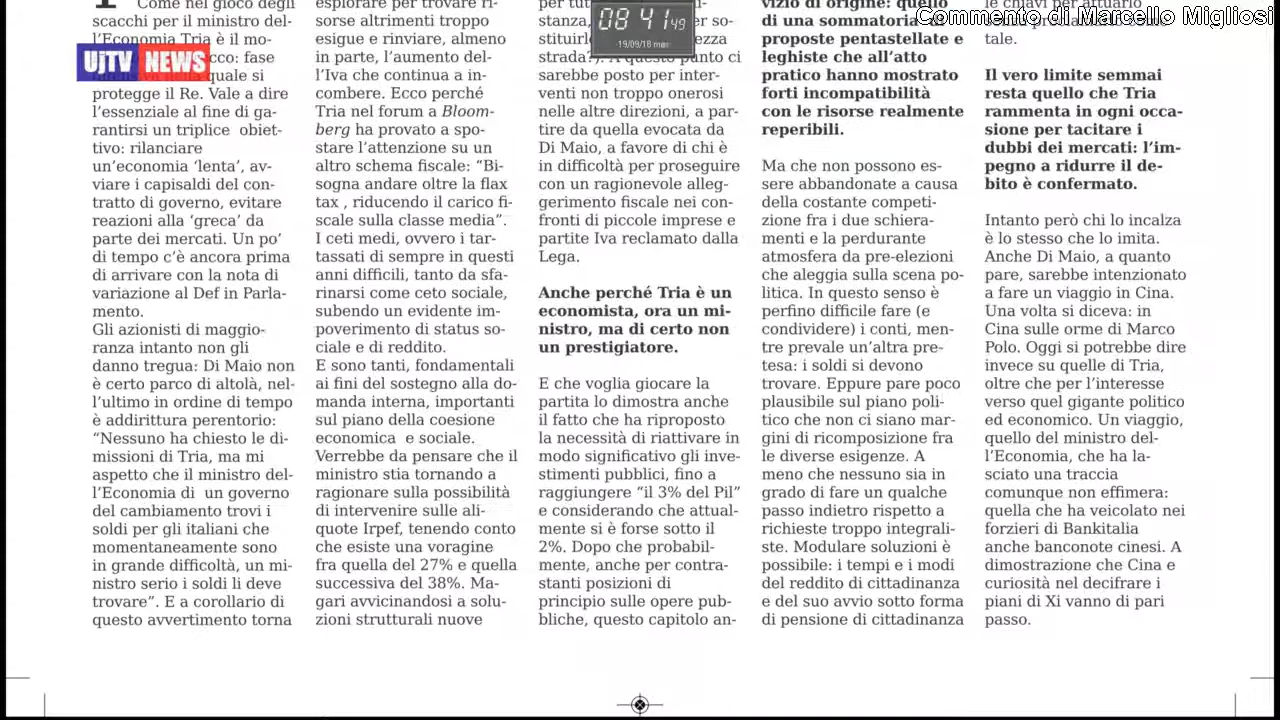 Commento di Marcello Migliosi
UJTV NEWS
08 41 49
19/09/18 mer
Come nel gioco degli
scacchi per il ministro del-
l’Economia Tria è il mo-
quale si
protegge il Re. Vale a dire
l’essenziale al fine di ga-
rantirsi un triplice obiet-
tivo: rilanciare
un’economia ‘lenta’, av-
viare i capisaldi del con-
tratto di governo, evitare
reazioni alla ‘greca’ da
parte dei mercati. Un po’
di tempo c’è ancora prima
di arrivare con la nota di
variazione al Def in Parla-
mento.
Gli azionisti di maggio-
ranza intanto non gli
danno tregua: Di Maio non
è certo parco di altolà, nel-
l’ultimo in ordine di tempo
è addirittura perentorio:
“Nessuno ha chiesto le di-
missioni di Tria, ma mi
aspetto che il ministro del-
l’Economia di un governo
del cambiamento trovi i
soldi per gli italiani che
momentaneamente sono
in grande difficoltà, un mi-
nistro serio i soldi li deve
trovare”. E a corollario di
questo avvertimento torna
esplorare per trovare ri-
sorse altrimenti troppo
esigue e rinviare, almeno
in parte, l’aumento del-
l’Iva che continua a in-
combere. Ecco perché
Tria nel forum a Bloom-
berg ha provato a spo-
stare l’attenzione su un
altro schema fiscale: “Bi-
sogna andare oltre la flax
tax , riducendo il carico fi-
scale sulla classe media”.
I ceti medi, ovvero i tar-
tassati di sempre in questi
anni difficili, tanto da sfa-
rinarsi come ceto sociale,
subendo un evidente im-
poverimento di status so-
ciale e di reddito.
E sono tanti, fondamentali
ai fini del sostegno alla do-
manda interna, importanti
sul piano della coesione
economica e sociale.
Verrebbe da pensare che il
ministro stia tornando a
ragionare sulla possibilità
di intervenire sulle ali-
quote Irpef, tenendo conto
che esiste una voragine
fra quella del 27% e quella
successiva del 38%. Ma-
gari avvicinandosi a solu-
zioni strutturali nuove
per
stanza, so-
strada?). A questo punto ci
sarebbe posto per inter-
venti non troppo onerosi
nelle altre direzioni, a par-
tire da quella evocata da
Di Maio, a favore di chi è
in difficoltà per proseguire
con un ragionevole alleg-
gerimento fiscale nei con-
fronti di piccole imprese e
partite Iva reclamato dalla
Lega.
Anche perché Tria è un
economista, ora un mi-
nistro, ma di certo non
un prestigiatore.
E che voglia giocare la
partita lo dimostra anche
il fatto che ha riproposto
la necessità di riattivare in
modo significativo gli inve-
stimenti pubblici, fino a
raggiungere “il 3% del Pil”
e considerando che attual-
mente si è forse sotto il
2%. Dopo che probabil-
mente, anche per contra-
stanti posizioni di
principio sulle opere pub-
bliche, questo capitolo an-
vizio di origine: quello
di una sommatoria
proposte pentastellate e
leghiste che all’atto
pratico hanno mostrato
forti incompatibilità
con le risorse realmente
reperibili.
Ma che non possono es-
sere abbandonate a causa
della costante competi-
zione fra i due schiera-
menti e la perdurante
atmosfera da pre-elezioni
che aleggia sulla scena po-
litica. In questo senso è
perfino difficile fare (e
condividere) i conti, men-
tre prevale un’altra pre-
tesa: i soldi si devono
trovare. Eppure pare poco
plausibile sul piano poli-
tico che non ci siano mar-
gini di ricomposizione fra
le diverse esigenze. A
meno che nessuno sia in
grado di fare un qualche
passo indietro rispetto a
richieste troppo integrali-
ste. Modulare soluzioni è
possibile: i tempi e i modi
del reddito di cittadinanza
e del suo avvio sotto forma
di pensione di cittadinanza
le chiavi per attuarlo
tale.
Il vero limite semmai
resta quello che Tria
rammenta in ogni occa-
sione per tacitare i
dubbi dei mercati: l’im-
pegno a ridurre il de-
bito è confermato.
Intanto però chi lo incalza
è lo stesso che lo imita.
Anche Di Maio, a quanto
pare, sarebbe intenzionato
a fare un viaggio in Cina.
Una volta si diceva: in
Cina sulle orme di Marco
Polo. Oggi si potrebbe dire
invece su quelle di Tria,
oltre che per l’interesse
verso quel gigante politico
ed economico. Un viaggio,
quello del ministro del-
l’Economia, che ha la-
sciato una traccia
comunque non effimera:
quella che ha veicolato nei
forzieri di Bankitalia
anche banconote cinesi. A
dimostrazione che Cina e
curiosità nel decifrare i
piani di Xi vanno di pari
passo.